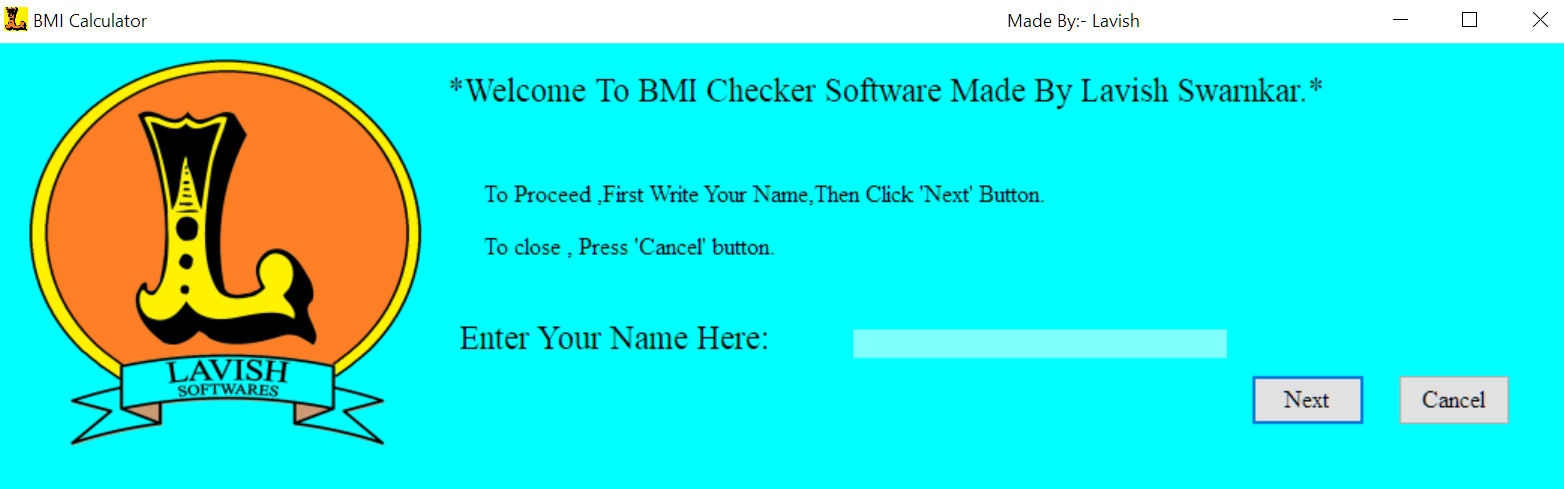 BMI Calculator Made By:- Lavish
*Welcome To BMI Checker Software Made By Lavish Swarnkar.*
To Proceed ,First Write Your Name,Then Click 'Next' Button.
To close , Press 'Cancel' button.
Enter Your Name Here:
Next Cancel
L
LAVISH
SOFTWARES